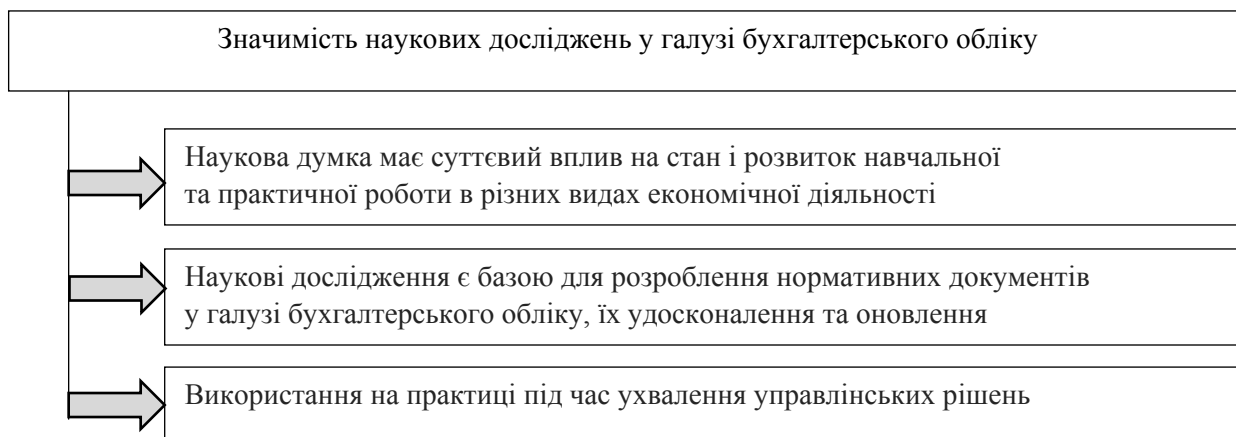 Значимість наукових досліджень у галузі бухгалтерського обліку
Наукова думка має суттєвий вплив на стан і розвиток навчальної
та практичної роботи в різних видах економічної діяльності
Наукові дослідження є базою для розроблення нормативних документів
у галузі бухгалтерського обліку, їх удосконалення та оновлення
Використання на практиці під час ухвалення управлінських рішень